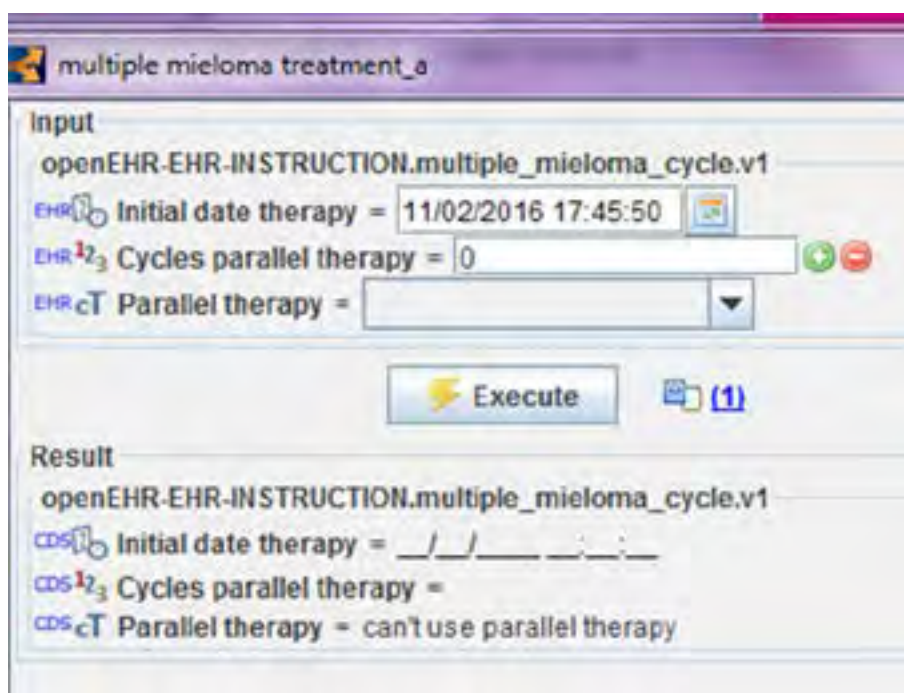 multiple mieloma treatment_a
Input
openEHR-EHR-INSTRUCTION.multiple_mieloma_cycle.v1
EHR Initial date therapy = 11/02/2016 17:45:50
EHR 123 Cycles parallel therapy = 0
EHR cT Parallel therapy =
Execute (1)
Result
openEHR-EHR-INSTRUCTION.multiple_mieloma_cycle.v1
CDS Initial date therapy = __/__/____ __:__:__
CDS 123 Cycles parallel therapy =
CDS cT Parallel therapy = can't use parallel therapy